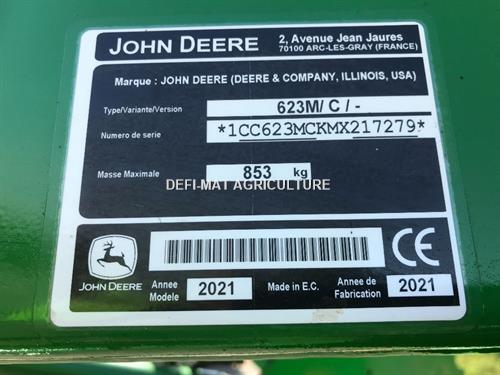 JOHN DEERE
2, Avenue Jean Jaures
70100 ARC-LES-GRAY (FRANCE)
Marque : JOHN DEERE (DEERE & COMPANY, ILLINOIS, USA)
Type/Variante/Version 623M/ C / -
Numero de serie *1CC623MCKMX217279*
Masse Maximale 853 kg
DEFI-MAT AGRICULTURE
JOHN DEERE
Annee Modele 2021
Made in E.C.
Annee de Fabrication 2021
CE